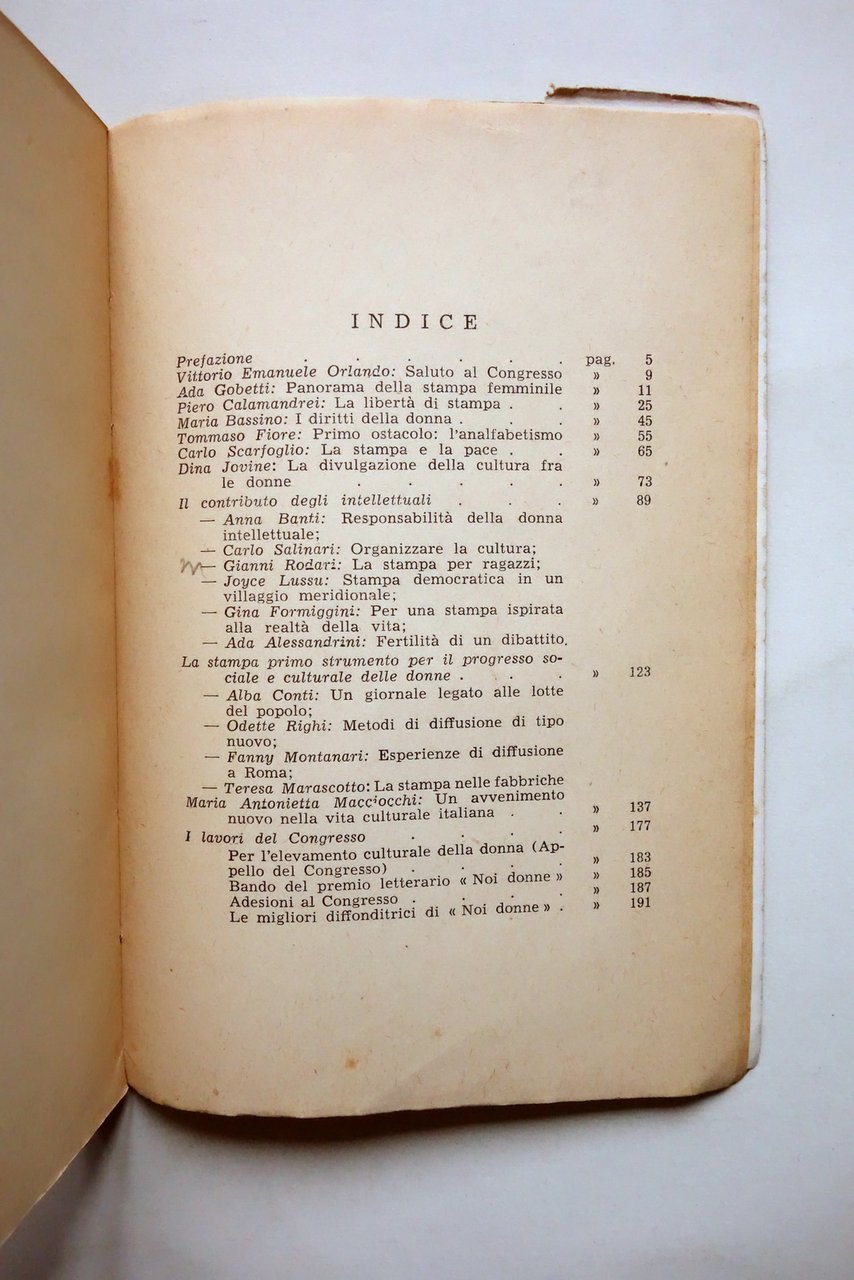 INDICE
Prefazione . . . . . . pag. 5
Vittorio Emanuele Orlando: Saluto al Congresso » 9
Ada Gobetti: Panorama della stampa femminile » 11
Piero Calamandrei: La libertà di stampa . . » 25
Maria Bassino: I diritti della donna . . . » 45
Tommaso Fiore: Primo ostacolo: l'analfabetismo » 55
Carlo Scarfoglio: La stampa e la pace . . » 65
Dina Jovine: La divulgazione della cultura fra
le donne . . . . . » 73
Il contributo degli intellettuali . . . » 89
— Anna Banti: Responsabilità della donna
intellettuale;
— Carlo Salinari: Organizzare la cultura;
— Gianni Rodari: La stampa per ragazzi;
— Joyce Lussu: Stampa democratica in un
villaggio meridionale;
— Gina Formiggini: Per una stampa ispirata
alla realtà della vita;
— Ada Alessandrini: Fertilità di un dibattito.
La stampa primo strumento per il progresso so-
ciale e culturale delle donne . . . » 123
— Alba Conti: Un giornale legato alle lotte
del popolo;
— Odette Righi: Metodi di diffusione di tipo
nuovo;
— Fanny Montanari: Esperienze di diffusione
a Roma;
— Teresa Marascotto: La stampa nelle fabbriche
Maria Antonietta Macciocchi: Un avvenimento
nuovo nella vita culturale italiana . . » 137
I lavori del Congresso . . . . » 177
Per l'elevamento culturale della donna (Ap-
pello del Congresso) . . . . » 183
Bando del premio letterario « Noi donne » » 185
Adesioni al Congresso . . . . » 187
Le migliori diffonditrici di « Noi donne » . » 191